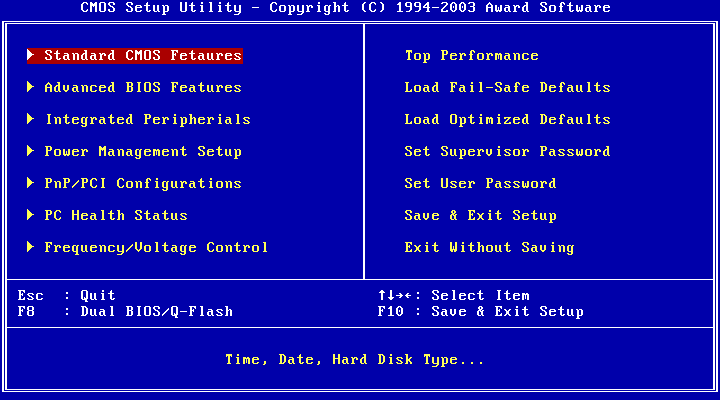 CMOS Setup Utility - Copyright (C) 1994-2003 Award Software
Standard CMOS Fetaures
Advanced BIOS Features
Integrated Peripherials
Power Management Setup
PnP/PCI Configurations
PC Health Status
Frequency/Voltage Control
Top Performance
Load Fail-Safe Defaults
Load Optimized Defaults
Set Supervisor Password
Set User Password
Save & Exit Setup
Exit Without Saving
Esc : Quit
F8 : Dual BIOS/Q-Flash
↑↓→←: Select Item
F10 : Save & Exit Setup
Time, Date, Hard Disk Type...